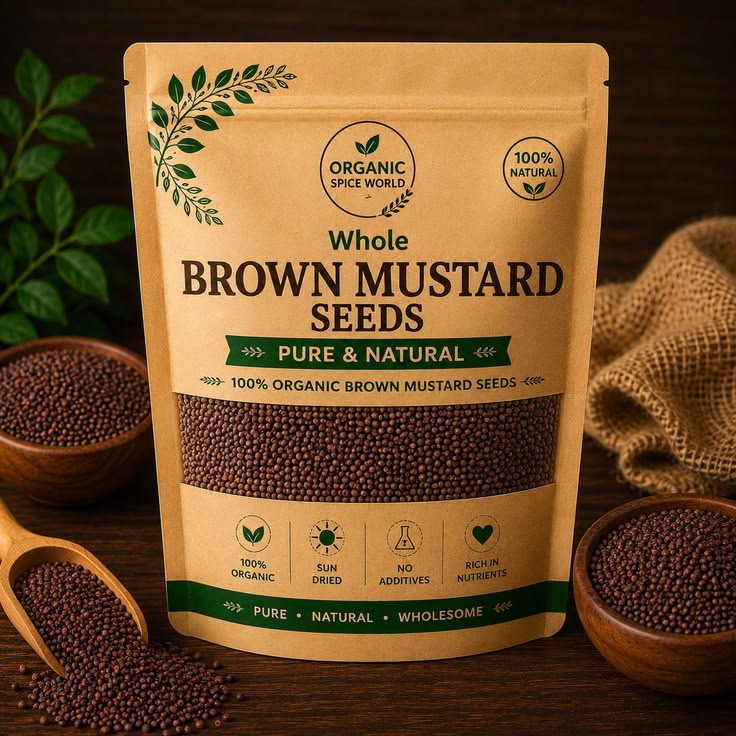 ORGANIC
SPICE WORLD
100%
NATURAL
Whole
BROWN MUSTARD
SEEDS
PURE & NATURAL
100% ORGANIC BROWN MUSTARD SEEDS
100%
ORGANIC
SUN
DRIED
NO
ADDITIVES
RICH IN
NUTRIENTS
PURE • NATURAL • WHOLESOME